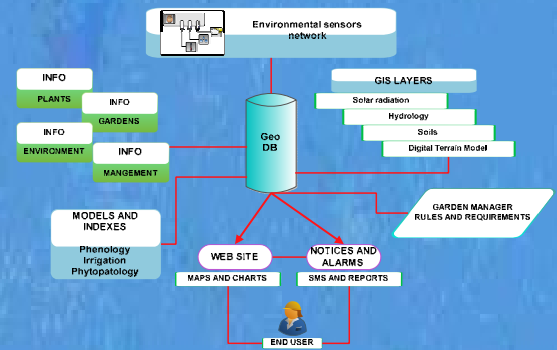 Environmental sensors
network
INFO
PLANTS
INFO
GARDENS
INFO
ENVIRONMENT
INFO
MANGEMENT
GIS LAYERS
Solar radiation
Hydrology
Soils
Digital Terrain Model
Geo
DB
MODELS AND
INDEXES
Phenology
Irrigation
Phytopatology
GARDEN MANAGER
RULES AND REQUIREMENTS
WEB SITE
MAPS AND CHARTS
NOTICES AND
ALARMS
SMS AND REPORTS
END USER